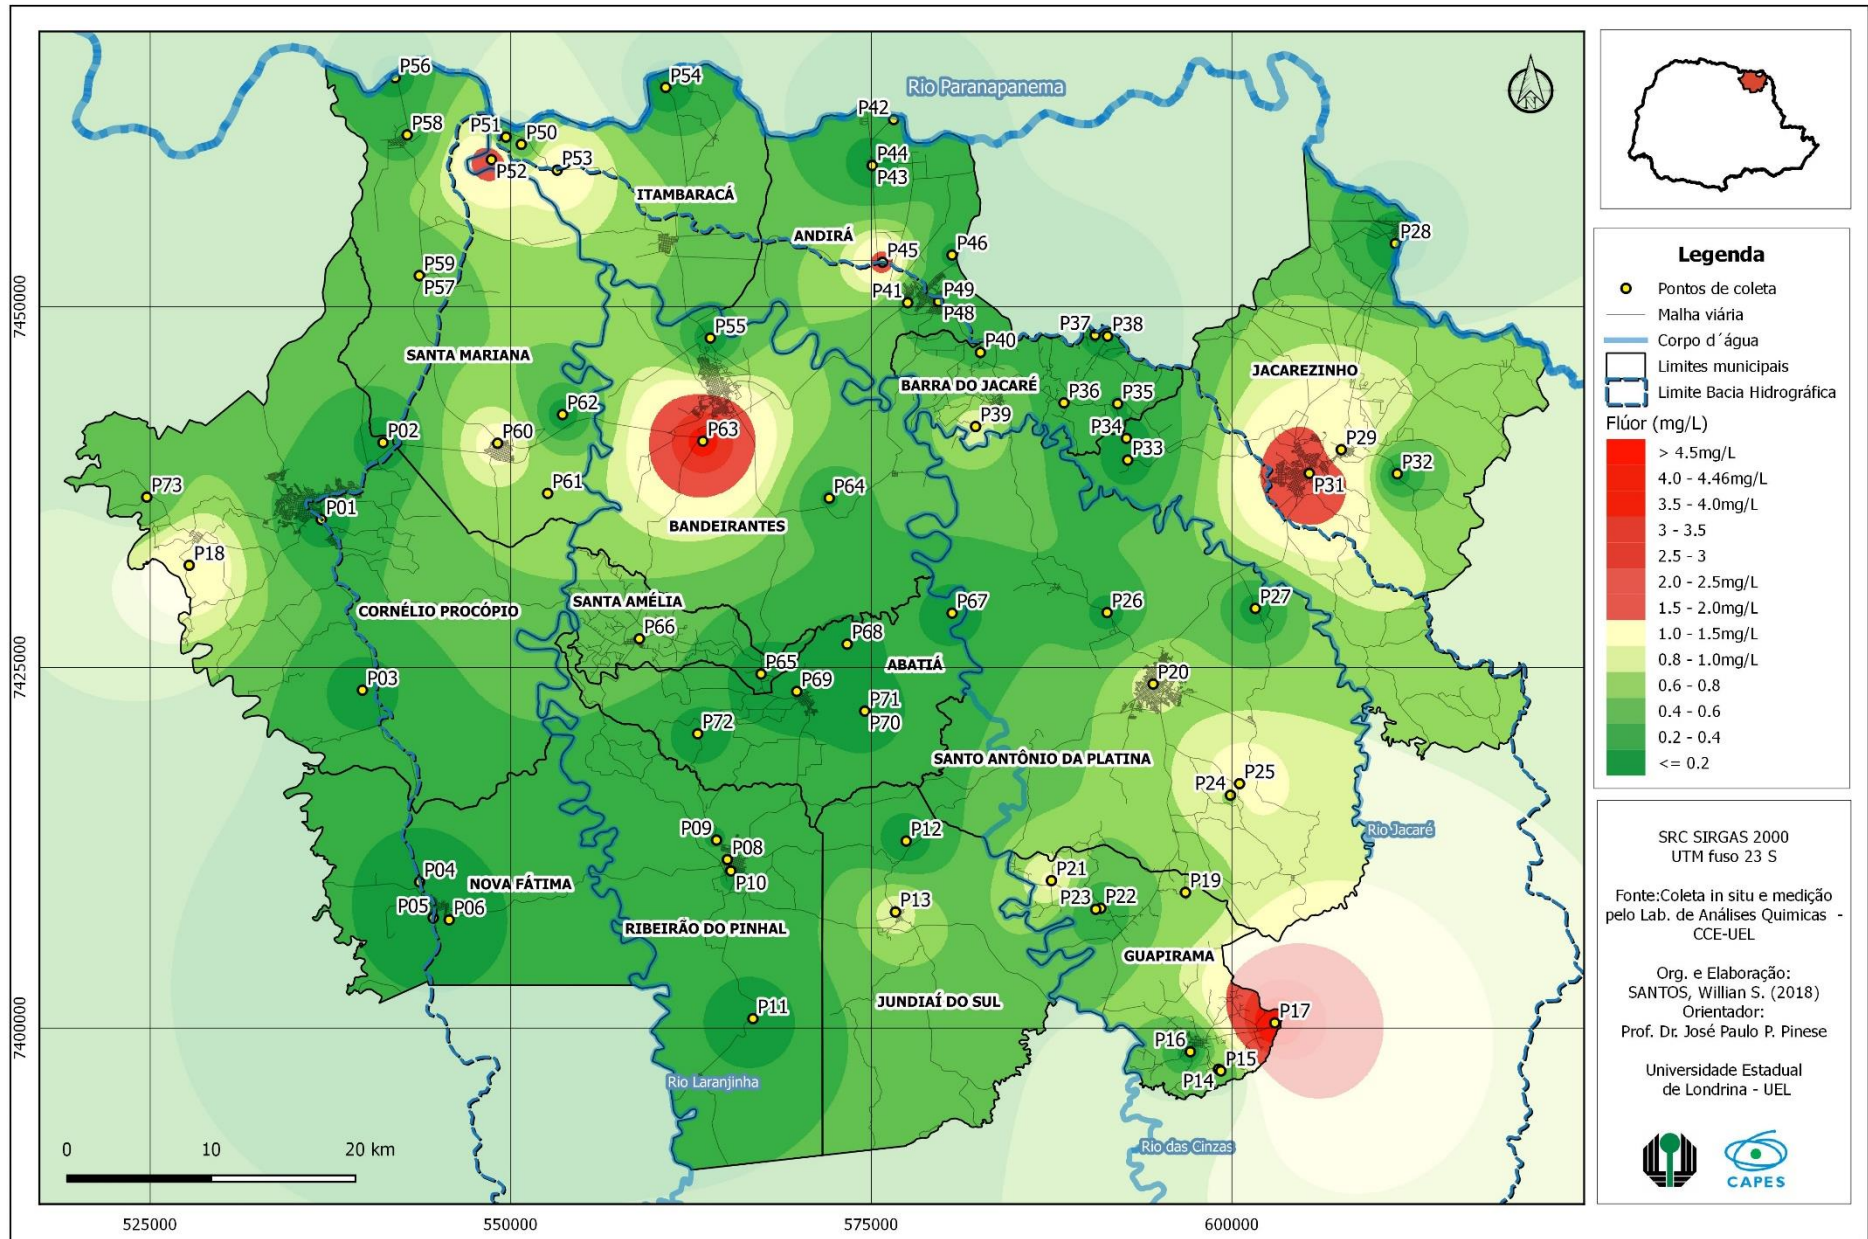 P56
P54
Rio Paranapanema
P42
P58
P51
P50
P44
P53
P52
P43
ITAMBARACÁ
ANDIRÁ
P28
P45
P46
P59
P57
P41
P49
P48
7450000
P55
P37
P38
P40
SANTA MARIANA
BARRA DO JACARÉ
JACAREZINHO
P36
P35
P62
P39
P34
P02
P60
P63
P33
P29
P32
P31
P73
P61
P64
P01
BANDEIRANTES
P18
SANTA AMÉLIA
CORNÉLIO PROCÓPIO
P67
P26
P27
P66
P68
ABATIÁ
7425000
P65
P03
P69
P20
P71
P70
P72
SANTO ANTÔNIO DA PLATINA
P25
P24
Rio Jacaré
P09
P12
P08
P04
NOVA FÁTIMA
P10
P21
P19
P05
P06
P13
P23
P22
RIBEIRÃO DO PINHAL
GUAPIRAMA
JUNDIAÍ DO SUL
P11
P17
7400000
P16
P15
P14
Rio Laranjinha
Rio das Cinzas
0 10 20 km
525000 550000 575000 600000
N
Legenda
Pontos de coleta
Malha viária
Corpo d´água
Limites municipais
Limite Bacia Hidrográfica
Flúor (mg/L)
> 4.5mg/L
4.0 - 4.46mg/L
3.5 - 4.0mg/L
3 - 3.5
2.5 - 3
2.0 - 2.5mg/L
1.5 - 2.0mg/L
1.0 - 1.5mg/L
0.8 - 1.0mg/L
0.6 - 0.8
0.4 - 0.6
0.2 - 0.4
<= 0.2
SRC SIRGAS 2000
UTM fuso 23 S
Fonte:Coleta in situ e medição
pelo Lab. de Análises Quimicas -
CCE-UEL
Org. e Elaboração:
SANTOS, Willian S. (2018)
Orientador:
Prof. Dr. José Paulo P. Pinese
Universidade Estadual
de Londrina - UEL
CAPES